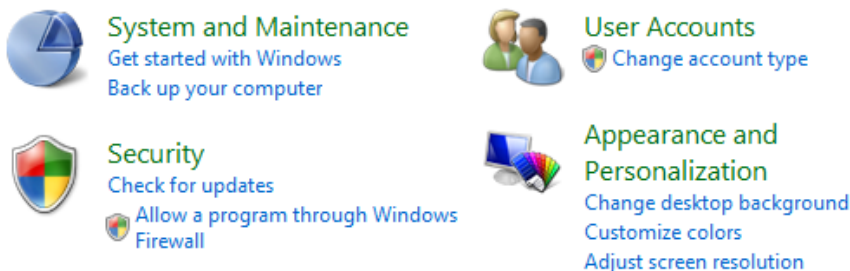 System and Maintenance
Get started with Windows
Back up your computer
Security
Check for updates
Allow a program through Windows
Firewall
User Accounts
Change account type
Appearance and
Personalization
Change desktop background
Customize colors
Adjust screen resolution